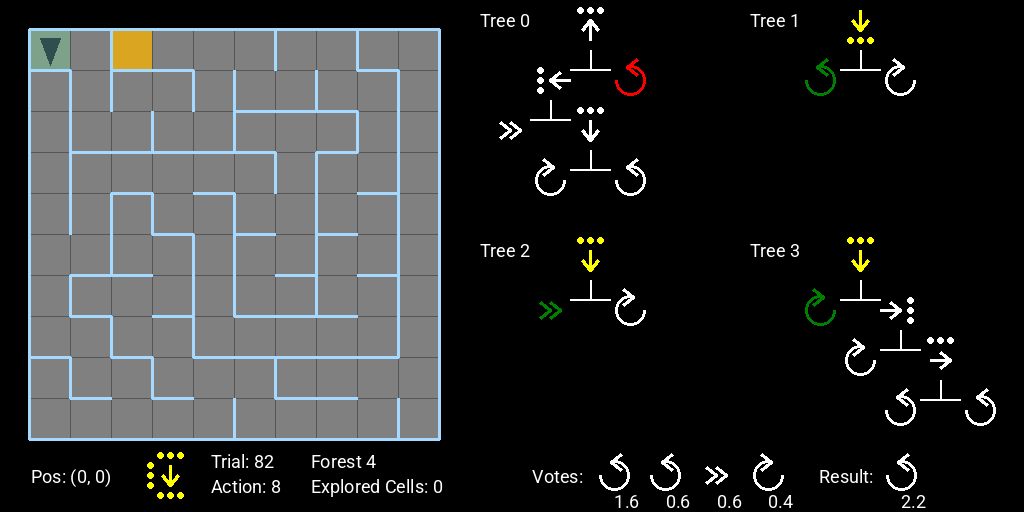 Tree 0
Tree 1
Tree 2
Tree 3
Pos: (0, 0)
Trial: 82
Forest 4
Action: 8
Explored Cells: 0
Votes:
1.6
0.6
0.6
0.4
Result:
2.2